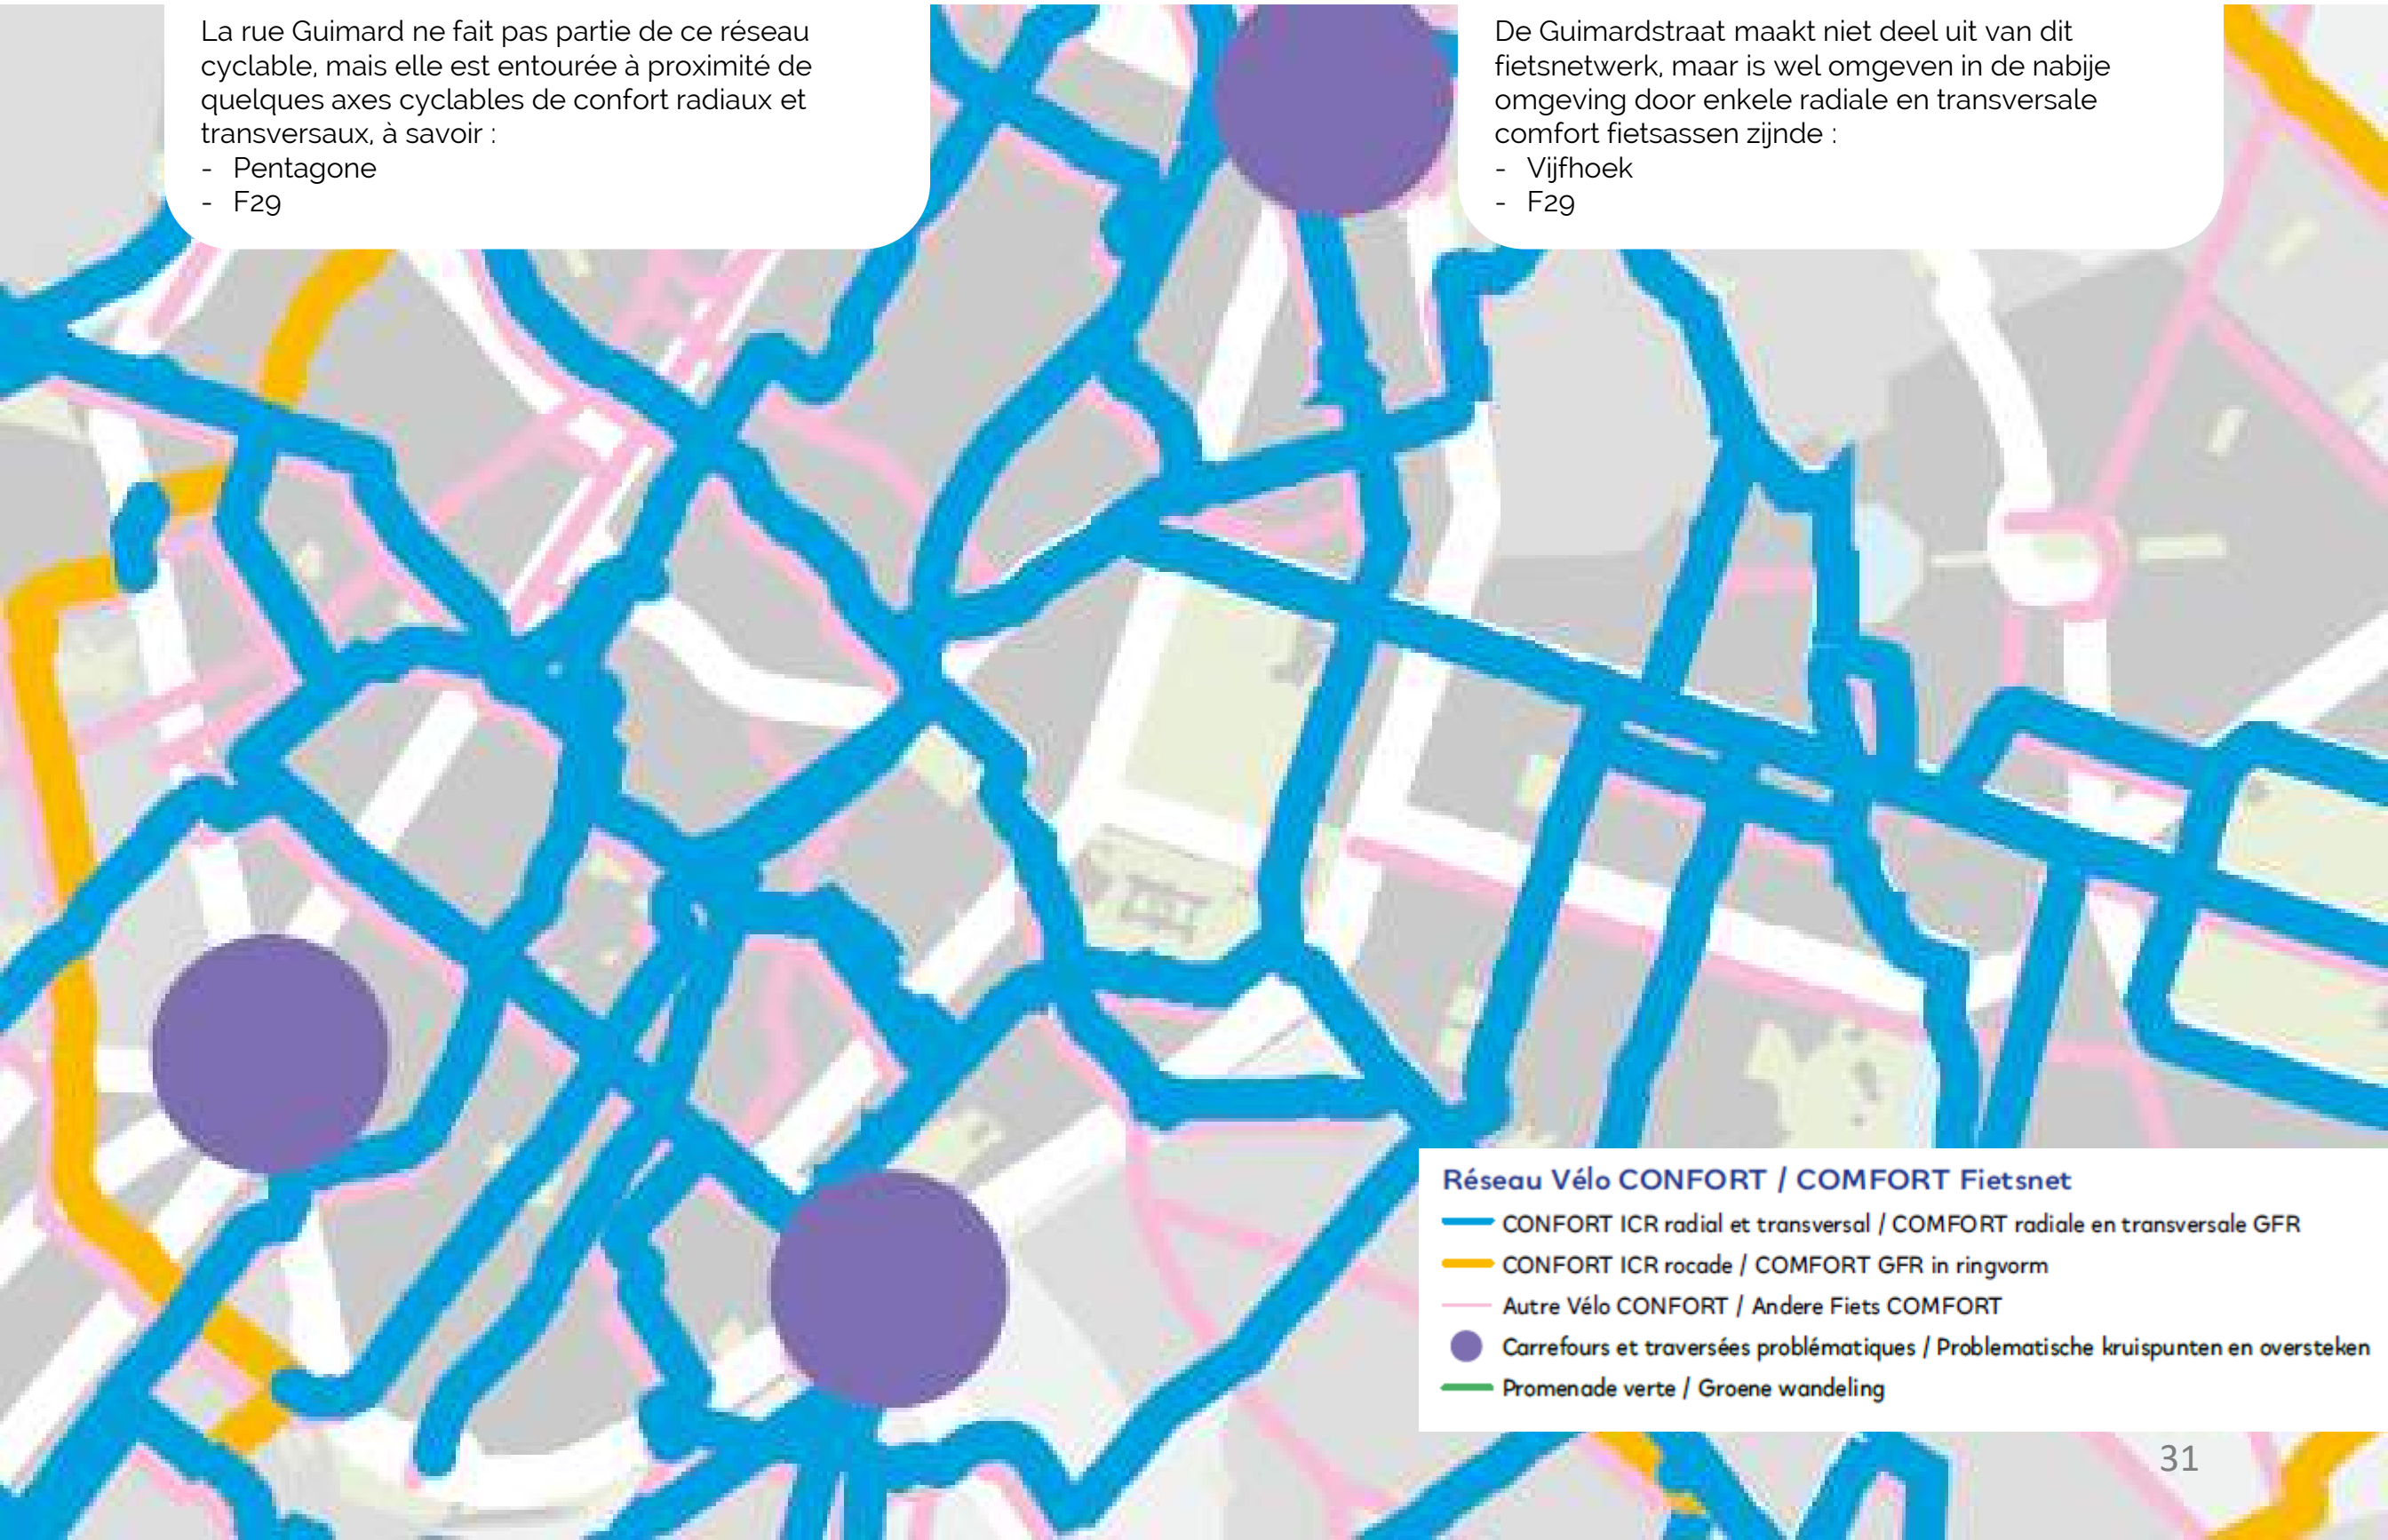 La rue Guimard ne fait pas partie de ce réseau
cyclable, mais elle est entourée à proximité de
quelques axes cyclables de confort radiaux et
transversaux, à savoir :
- Pentagone
- F29
De Guimardstraat maakt niet deel uit van dit
fietsnetwerk, maar is wel omgeven in de nabije
omgeving door enkele radiale en transversale
comfort fietsassen zijnde :
- Vijfhoek
- F29
Réseau Vélo CONFORT / COMFORT Fietsnet
CONFORT ICR radial et transversal / COMFORT radiale en transversale GFR
CONFORT ICR rocade / COMFORT GFR in ringvorm
Autre Vélo CONFORT / Andere Fiets COMFORT
Carrefours et traversées problématiques / Problematische kruispunten en oversteken
Promenade verte / Groene wandeling
31